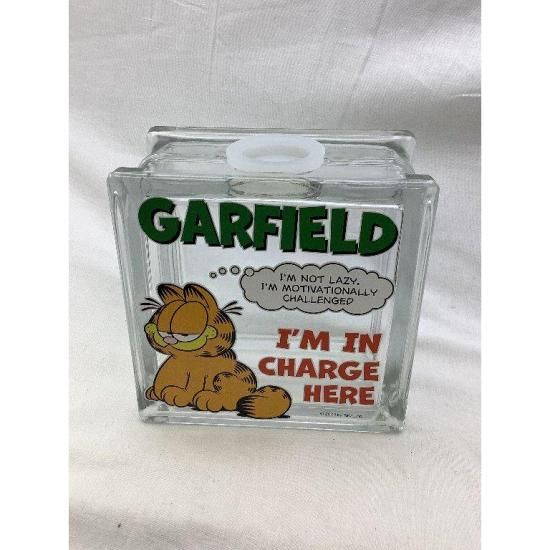 GARFIELD
I'M NOT LAZY.
I'M MOTIVATIONALLY
CHALLENGED
I'M IN
CHARGE
HERE